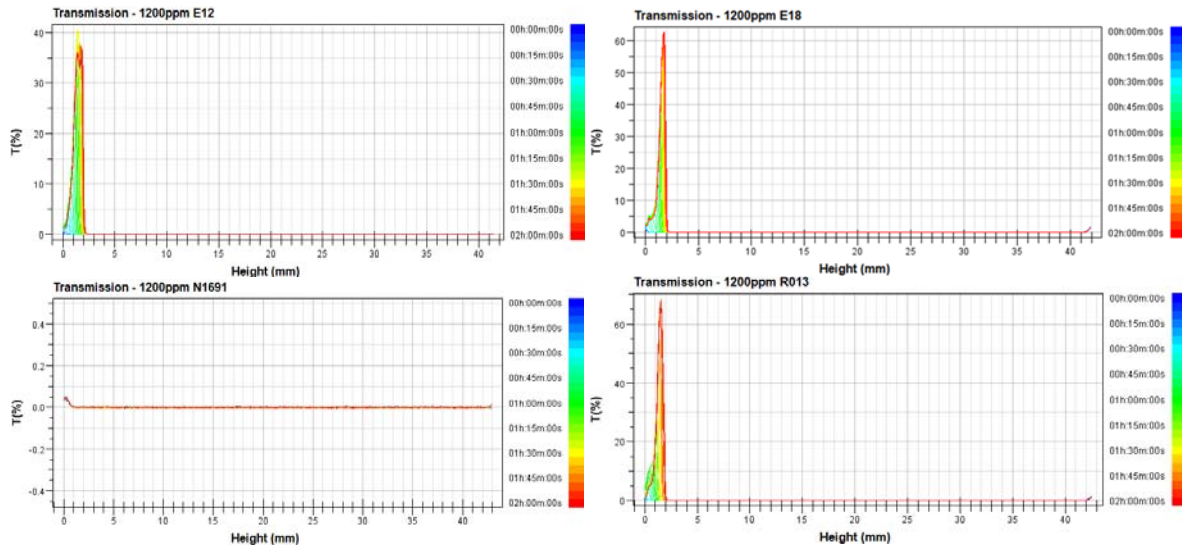 Transmission - 1200ppm E12
T(%)
40
30
20
10
0
0 5 10 15 20 25 30 35 40
Height (mm)
00h:00m:00s
00h:15m:00s
00h:30m:00s
00h:45m:00s
01h:00m:00s
01h:15m:00s
01h:30m:00s
01h:45m:00s
02h:00m:00s
Transmission - 1200ppm E18
T(%)
60
50
40
30
20
10
0
0 5 10 15 20 25 30 35 40
Height (mm)
00h:00m:00s
00h:15m:00s
00h:30m:00s
00h:45m:00s
01h:00m:00s
01h:15m:00s
01h:30m:00s
01h:45m:00s
02h:00m:00s
Transmission - 1200ppm N1691
T(%)
0.4
0.2
0.0
-0.2
-0.4
0 5 10 15 20 25 30 35 40
Height (mm)
00h:00m:00s
00h:15m:00s
00h:30m:00s
00h:45m:00s
01h:00m:00s
01h:15m:00s
01h:30m:00s
01h:45m:00s
02h:00m:00s
Transmission - 1200ppm R013
T(%)
60
40
20
10
0
0 5 10 15 20 25 30 35 40
Height (mm)
00h:00m:00s
00h:15m:00s
00h:30m:00s
00h:45m:00s
01h:00m:00s
01h:15m:00s
01h:30m:00s
01h:45m:00s
02h:00m:00s